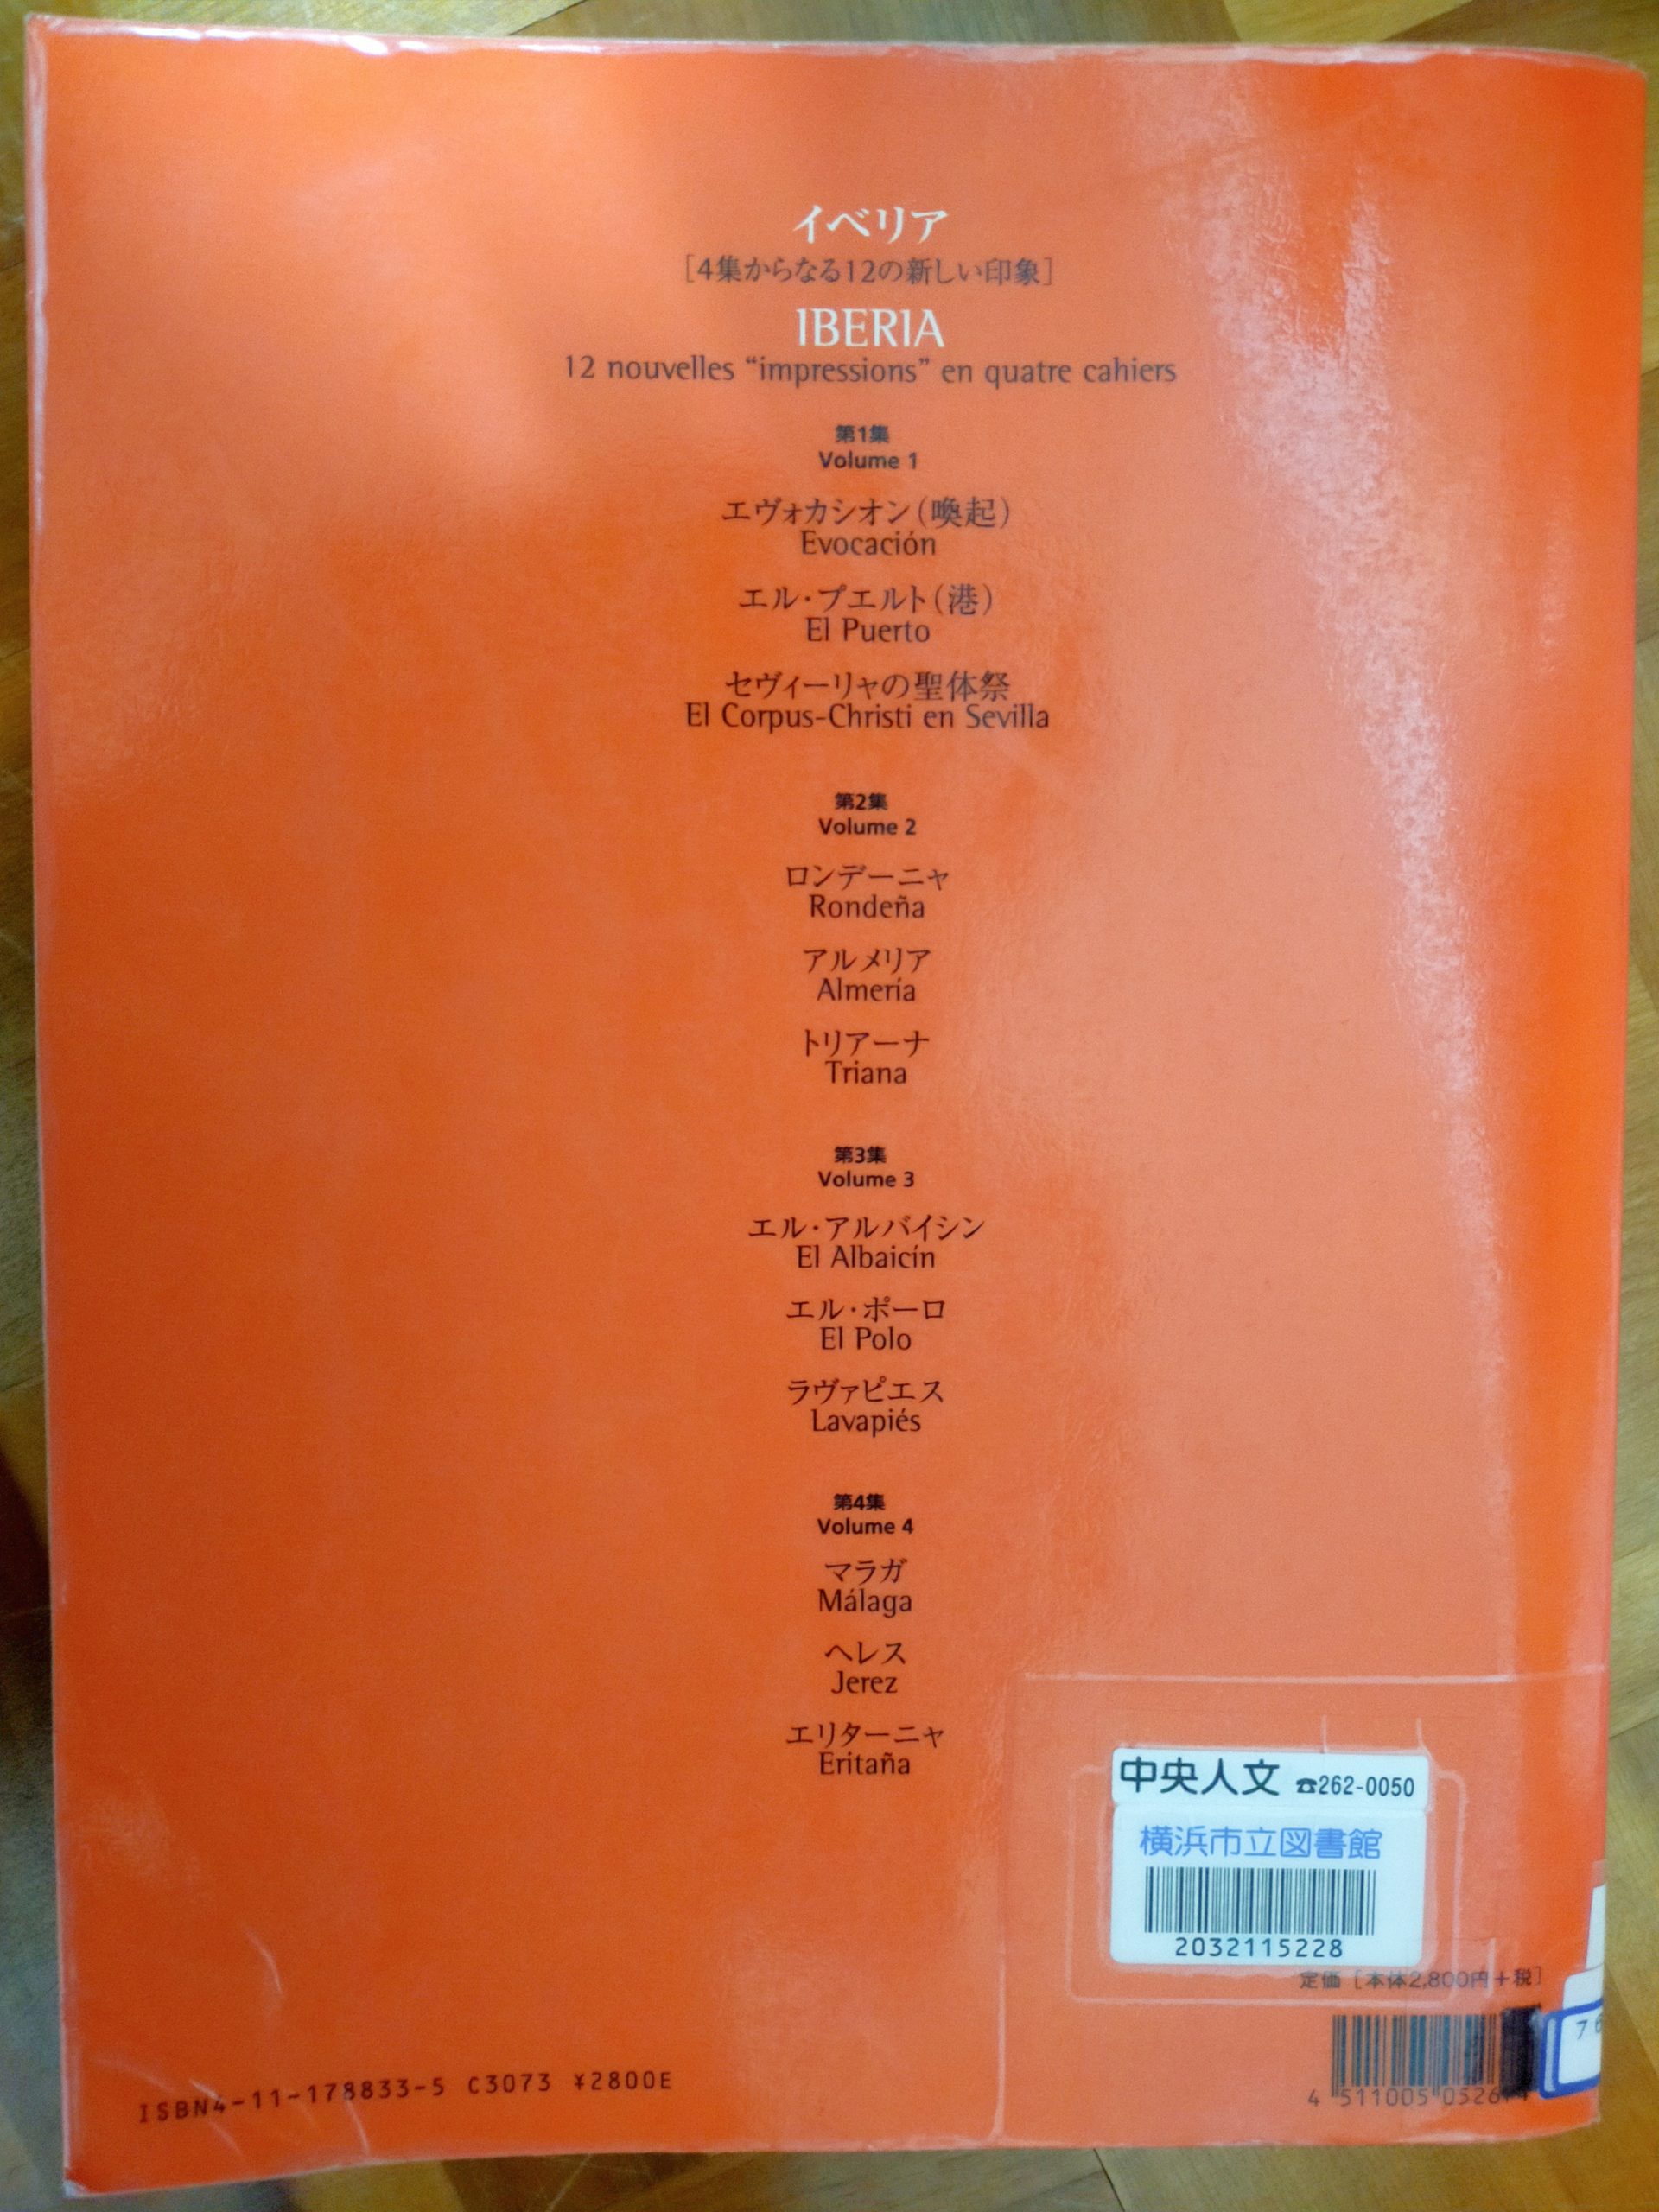 イベリア
[4集からなる12の新しい印象]
IBERIA
12 nouvelles “impressions” en quatre cahiers
第1集
Volume 1
エヴォカシオン(喚起)
Evocación
エル・プエルト(港)
El Puerto
セヴィーリャの聖体祭
El Corpus-Christi en Sevilla
第2集
Volume 2
ロンデーニャ
Rondeña
アルメリア
Almería
トリアーナ
Triana
第3集
Volume 3
エル・アルバイシン
El Albaicín
エル・ポーロ
El Polo
ラヴァピエス
Lavapiés
第4集
Volume 4
マラガ
Málaga
ヘレス
Jerez
エリターニャ
Eritaña
中央人文 ☎262-0050
横浜市立図書館
2032115228
定価 [本体2,800円+税]
ISBN4-11-178833-5 C3073 ¥2800E
4 511005